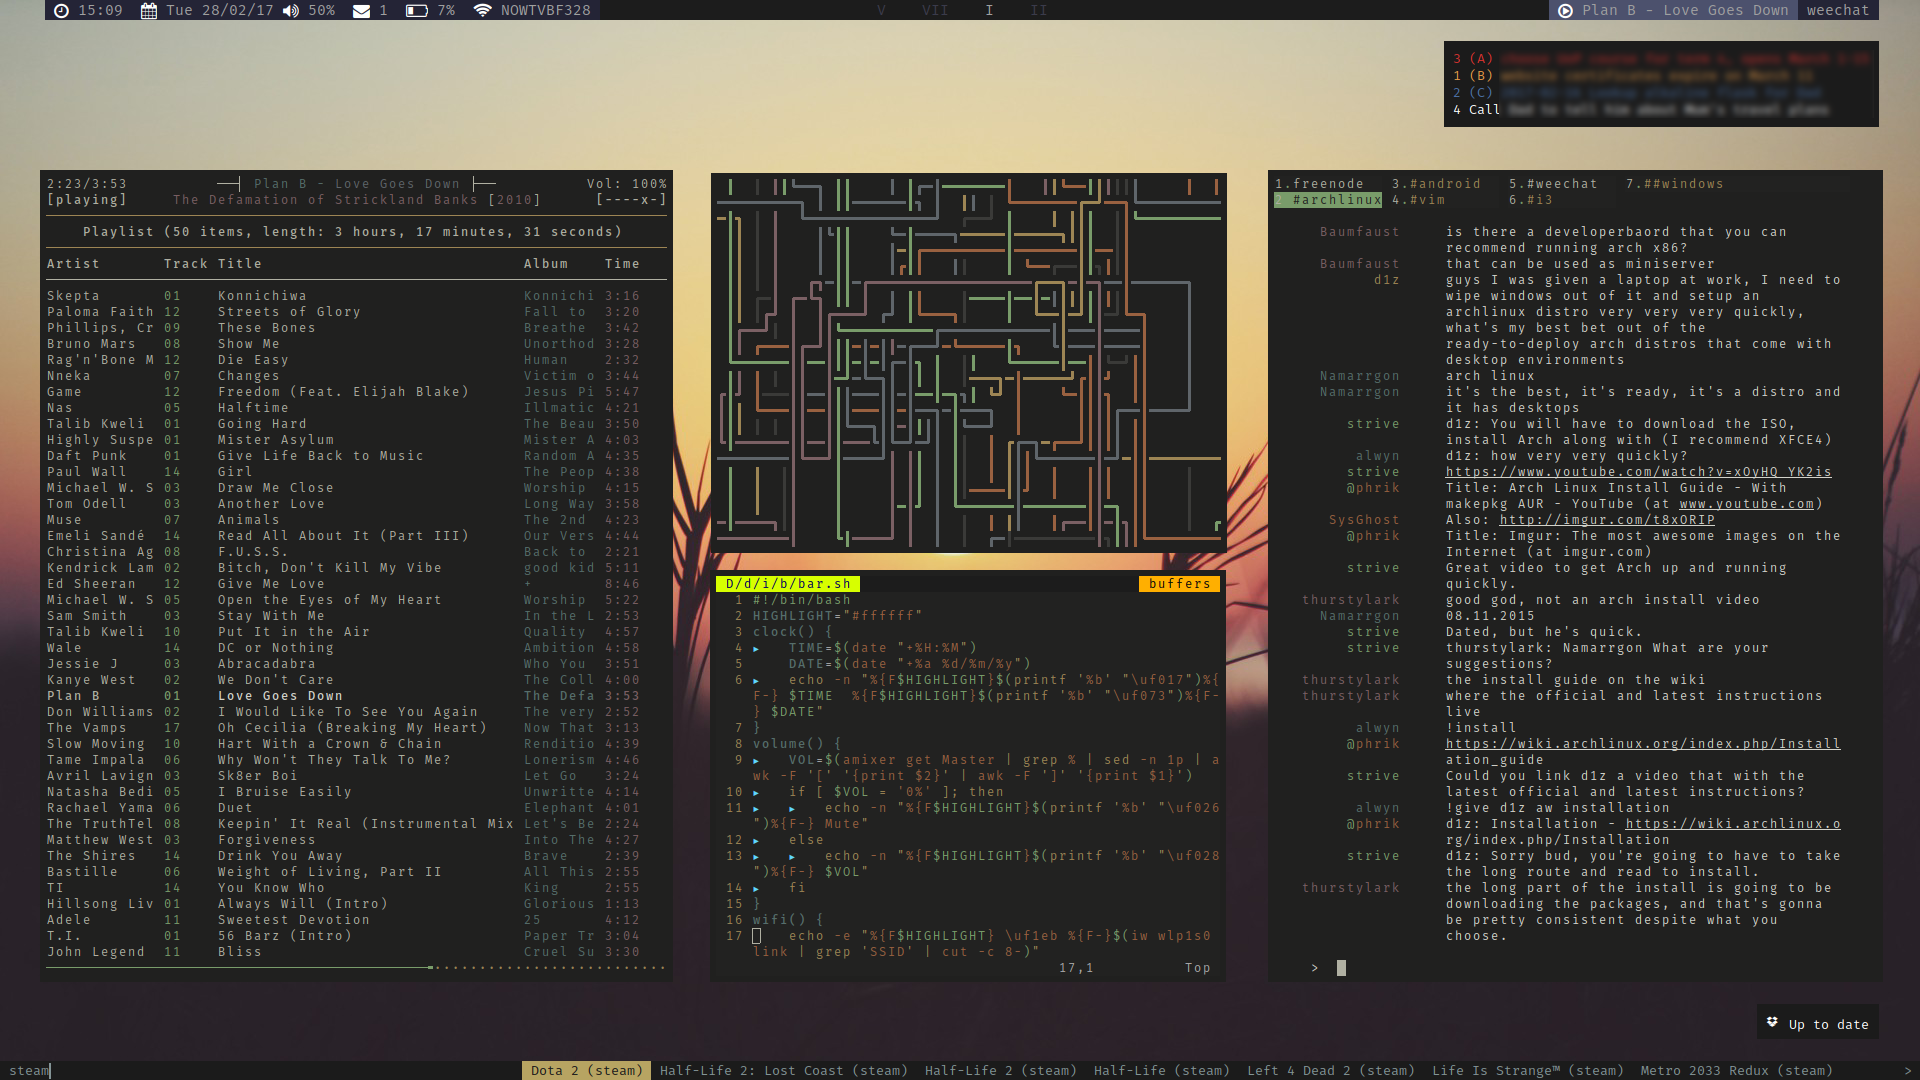 15:09 Tue 28/02/17 50% 1 7% NOWTVBF328
V VII I II
Plan B - Love Goes Down weechat
3 (A)
1 (B)
2 (C)
4 Call
2:23/3:53 Plan B - Love Goes Down Vol: 100%
[playing] The Defamation of Strickland Banks [2010] [----x-]
Playlist (50 items, length: 3 hours, 17 minutes, 31 seconds)
Artist Track Title Album Time
Skepta 01 Konnichiwa Konnichi 3:16
Paloma Faith 12 Streets of Glory Fall to 3:20
Phillips, Cr 09 These Bones Breathe 3:42
Bruno Mars 08 Show Me Unorthod 3:28
Rag'n'Bone M 12 Die Easy Human 2:32
Nneka 07 Changes Victim o 3:44
Game 12 Freedom (Feat. Elijah Blake) Jesus Pi 5:47
Nas 05 Halftime Illmatic 4:21
Talib Kweli 01 Going Hard The Beau 3:50
Highly Suspe 01 Mister Asylum Mister A 4:03
Daft Punk 01 Give Life Back to Music Random A 4:35
Paul Wall 14 Girl The Peop 4:38
Michael W. S 03 Draw Me Close Worship 4:15
Tom Odell 03 Another Love Long Way 3:58
Muse 07 Animals The 2nd 4:23
Emeli Sandé 14 Read All About It (Part III) Our Vers 4:44
Christina Ag 08 F.U.S.S. Back to 2:21
Kendrick Lam 02 Bitch, Don't Kill My Vibe good kid 5:11
Ed Sheeran 12 Give Me Love + 8:46
Michael W. S 05 Open the Eyes of My Heart Worship 5:22
Sam Smith 03 Stay With Me In the L 2:53
Talib Kweli 10 Put It in the Air Quality 4:57
Wale 14 DC or Nothing Ambition 4:58
Jessie J 03 Abracadabra Who You 3:51
Kanye West 02 We Don't Care The Coll 4:00
Plan B 01 Love Goes Down The Defa 3:53
Don Williams 02 I Would Like To See You Again The very 2:52
The Vamps 17 Oh Cecilia (Breaking My Heart) Now That 3:13
Slow Moving 10 Hart With a Crown & Chain Renditio 4:39
Tame Impala 06 Why Won't They Talk To Me? Lonerism 4:46
Avril Lavign 03 Sk8er Boi Let Go 3:24
Natasha Bedi 05 I Bruise Easily Unwritte 4:14
Rachael Yama 06 Duet Elephant 4:01
The TruthTel 08 Keepin' It Real (Instrumental Mix Let's Be 2:24
Matthew West 03 Forgiveness Into The 4:27
The Shires 14 Drink You Away Brave 2:39
Bastille 06 Weight of Living, Part II All This 2:55
TI 14 You Know Who King 2:55
Hillsong Liv 01 Always Will (Intro) Glorious 1:13
Adele 11 Sweetest Devotion 25 4:12
T.I. 01 56 Barz (Intro) Paper Tr 3:04
John Legend 11 Bliss Cruel Su 3:30
D/d/i/b/bar.sh buffers
1 #!/bin/bash
2 HIGHLIGHT="#ffffff"
3 clock() {
4 ▸ TIME=$(date "+%H:%M")
5 DATE=$(date "+%a %d/%m/%y")
6 ▸ echo -n "%{F$HIGHLIGHT}$(printf '%b' "\uf017")%{
F-} $TIME %{F$HIGHLIGHT}$(printf '%b' "\uf073")%{F-
} $DATE"
7 }
8 volume() {
9 ▸ VOL=$(amixer get Master | grep % | sed -n 1p | a
wk -F '[' '{print $2}' | awk -F ']' '{print $1}')
10 ▸ if [ $VOL = '0%' ]; then
11 ▸ ▸ echo -n "%{F$HIGHLIGHT}$(printf '%b' "\uf026
")%{F-} Mute"
12 ▸ else
13 ▸ ▸ echo -n "%{F$HIGHLIGHT}$(printf '%b' "\uf028
")%{F-} $VOL"
14 ▸ fi
15 }
16 wifi() {
17 echo -e "%{F$HIGHLIGHT} \uf1eb %{F-}$(iw wlp1s0
link | grep 'SSID' | cut -c 8-)"
17,1 Top
1.freenode 3.#android 5.#weechat 7.##windows
2 #archlinux 4.#vim 6.#i3
Baumfaust is there a developerbaord that you can
recommend running arch x86?
Baumfaust that can be used as miniserver
d1z guys I was given a laptop at work, I need to
wipe windows out of it and setup an
archlinux distro very very very quickly,
what's my best bet out of the
ready-to-deploy arch distros that come with
desktop environments
Namarrgon arch linux
Namarrgon it's the best, it's ready, it's a distro and
it has desktops
strive d1z: You will have to download the ISO,
install Arch along with (I recommend XFCE4)
alwyn d1z: how very very quickly?
strive https://www.youtube.com/watch?v=xOyHQ_YK2is
@phrik Title: Arch Linux Install Guide - With
makepkg AUR - YouTube (at www.youtube.com)
SysGhost Also: http://imgur.com/t8xORIP
@phrik Title: Imgur: The most awesome images on the
Internet (at imgur.com)
strive Great video to get Arch up and running
quickly.
thurstylark good god, not an arch install video
Namarrgon 08.11.2015
strive Dated, but he's quick.
strive thurstylark: Namarrgon What are your
suggestions?
thurstylark the install guide on the wiki
thurstylark where the official and latest instructions
live
alwyn !install
@phrik https://wiki.archlinux.org/index.php/Install
ation_guide
strive Could you link d1z a video that with the
latest official and latest instructions?
alwyn !give d1z aw installation
@phrik d1z: Installation - https://wiki.archlinux.o
rg/index.php/Installation
strive d1z: Sorry bud, you're going to have to take
the long route and read to install.
thurstylark the long part of the install is going to be
downloading the packages, and that's gonna
be pretty consistent despite what you
choose.
>
Up to date
steam Dota 2 (steam) Half-Life 2: Lost Coast (steam) Half-Life 2 (steam) Half-Life (steam) Left 4 Dead 2 (steam) Life Is Strange™ (steam) Metro 2033 Redux (steam) >